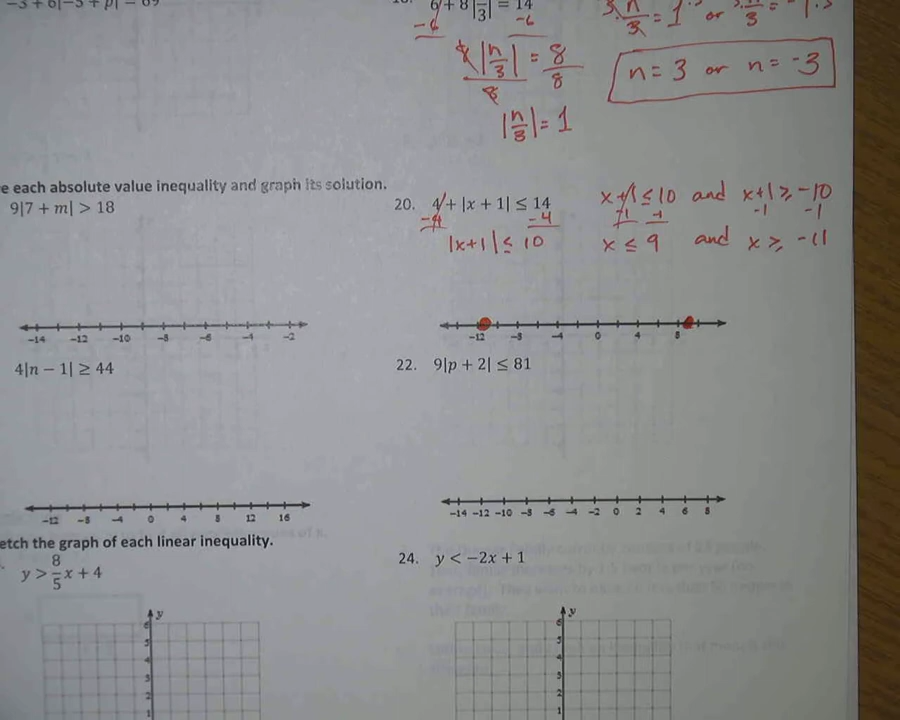 -3 + 6|-5 + p| = 69
6 + 8|n/3| = 14
-6 -6
8|n/3| = 8
8 8
|n/3| = 1
n/3 = 1 or n/3 = -1
n = 3 or n = -3
e each absolute value inequality and graph its solution.
9|7 + m| > 18
20. 4 + |x + 1| ≤ 14
-4 -4
|x+1| ≤ 10
x+1 ≤ 10 and x+1 ≥ -10
-1 -1 -1 -1
x ≤ 9 and x ≥ -11
-14 -12 -10 -8 -6 -4 -2
-12 -8 -4 0 4 8
4|n − 1| ≥ 44
22. 9|p + 2| ≤ 81
-12 -8 -4 0 4 8 12 16
-14 -12 -10 -8 -6 -4 -2 0 2 4 6 8
etch the graph of each linear inequality.
y > 8/5 x + 4
24. y < −2x + 1
y
6
5
4
3
2
1
y
6
5
4
3
2
1